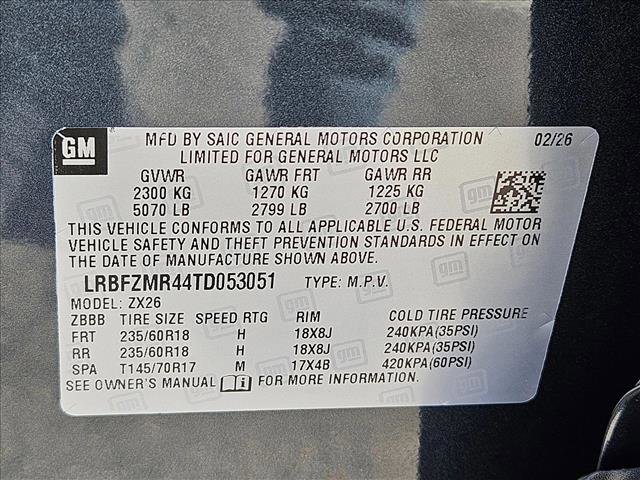 GM MFD BY SAIC GENERAL MOTORS CORPORATION 02/26
LIMITED FOR GENERAL MOTORS LLC
GVWR GAWR FRT GAWR RR
2300 KG 1270 KG 1225 KG
5070 LB 2799 LB 2700 LB
THIS VEHICLE CONFORMS TO ALL APPLICABLE U.S. FEDERAL MOTOR
VEHICLE SAFETY AND THEFT PREVENTION STANDARDS IN EFFECT ON
THE DATE OF MANUFACTURE SHOWN ABOVE.
LRBFZMR44TD053051 TYPE: M.P.V.
MODEL: ZX26
ZBBB TIRE SIZE SPEED RTG RIM COLD TIRE PRESSURE
FRT 235/60R18 H 18X8J 240KPA(35PSI)
RR 235/60R18 H 18X8J 240KPA(35PSI)
SPA T145/70R17 M 17X4B 420KPA(60PSI)
SEE OWNER'S MANUAL i FOR MORE INFORMATION.